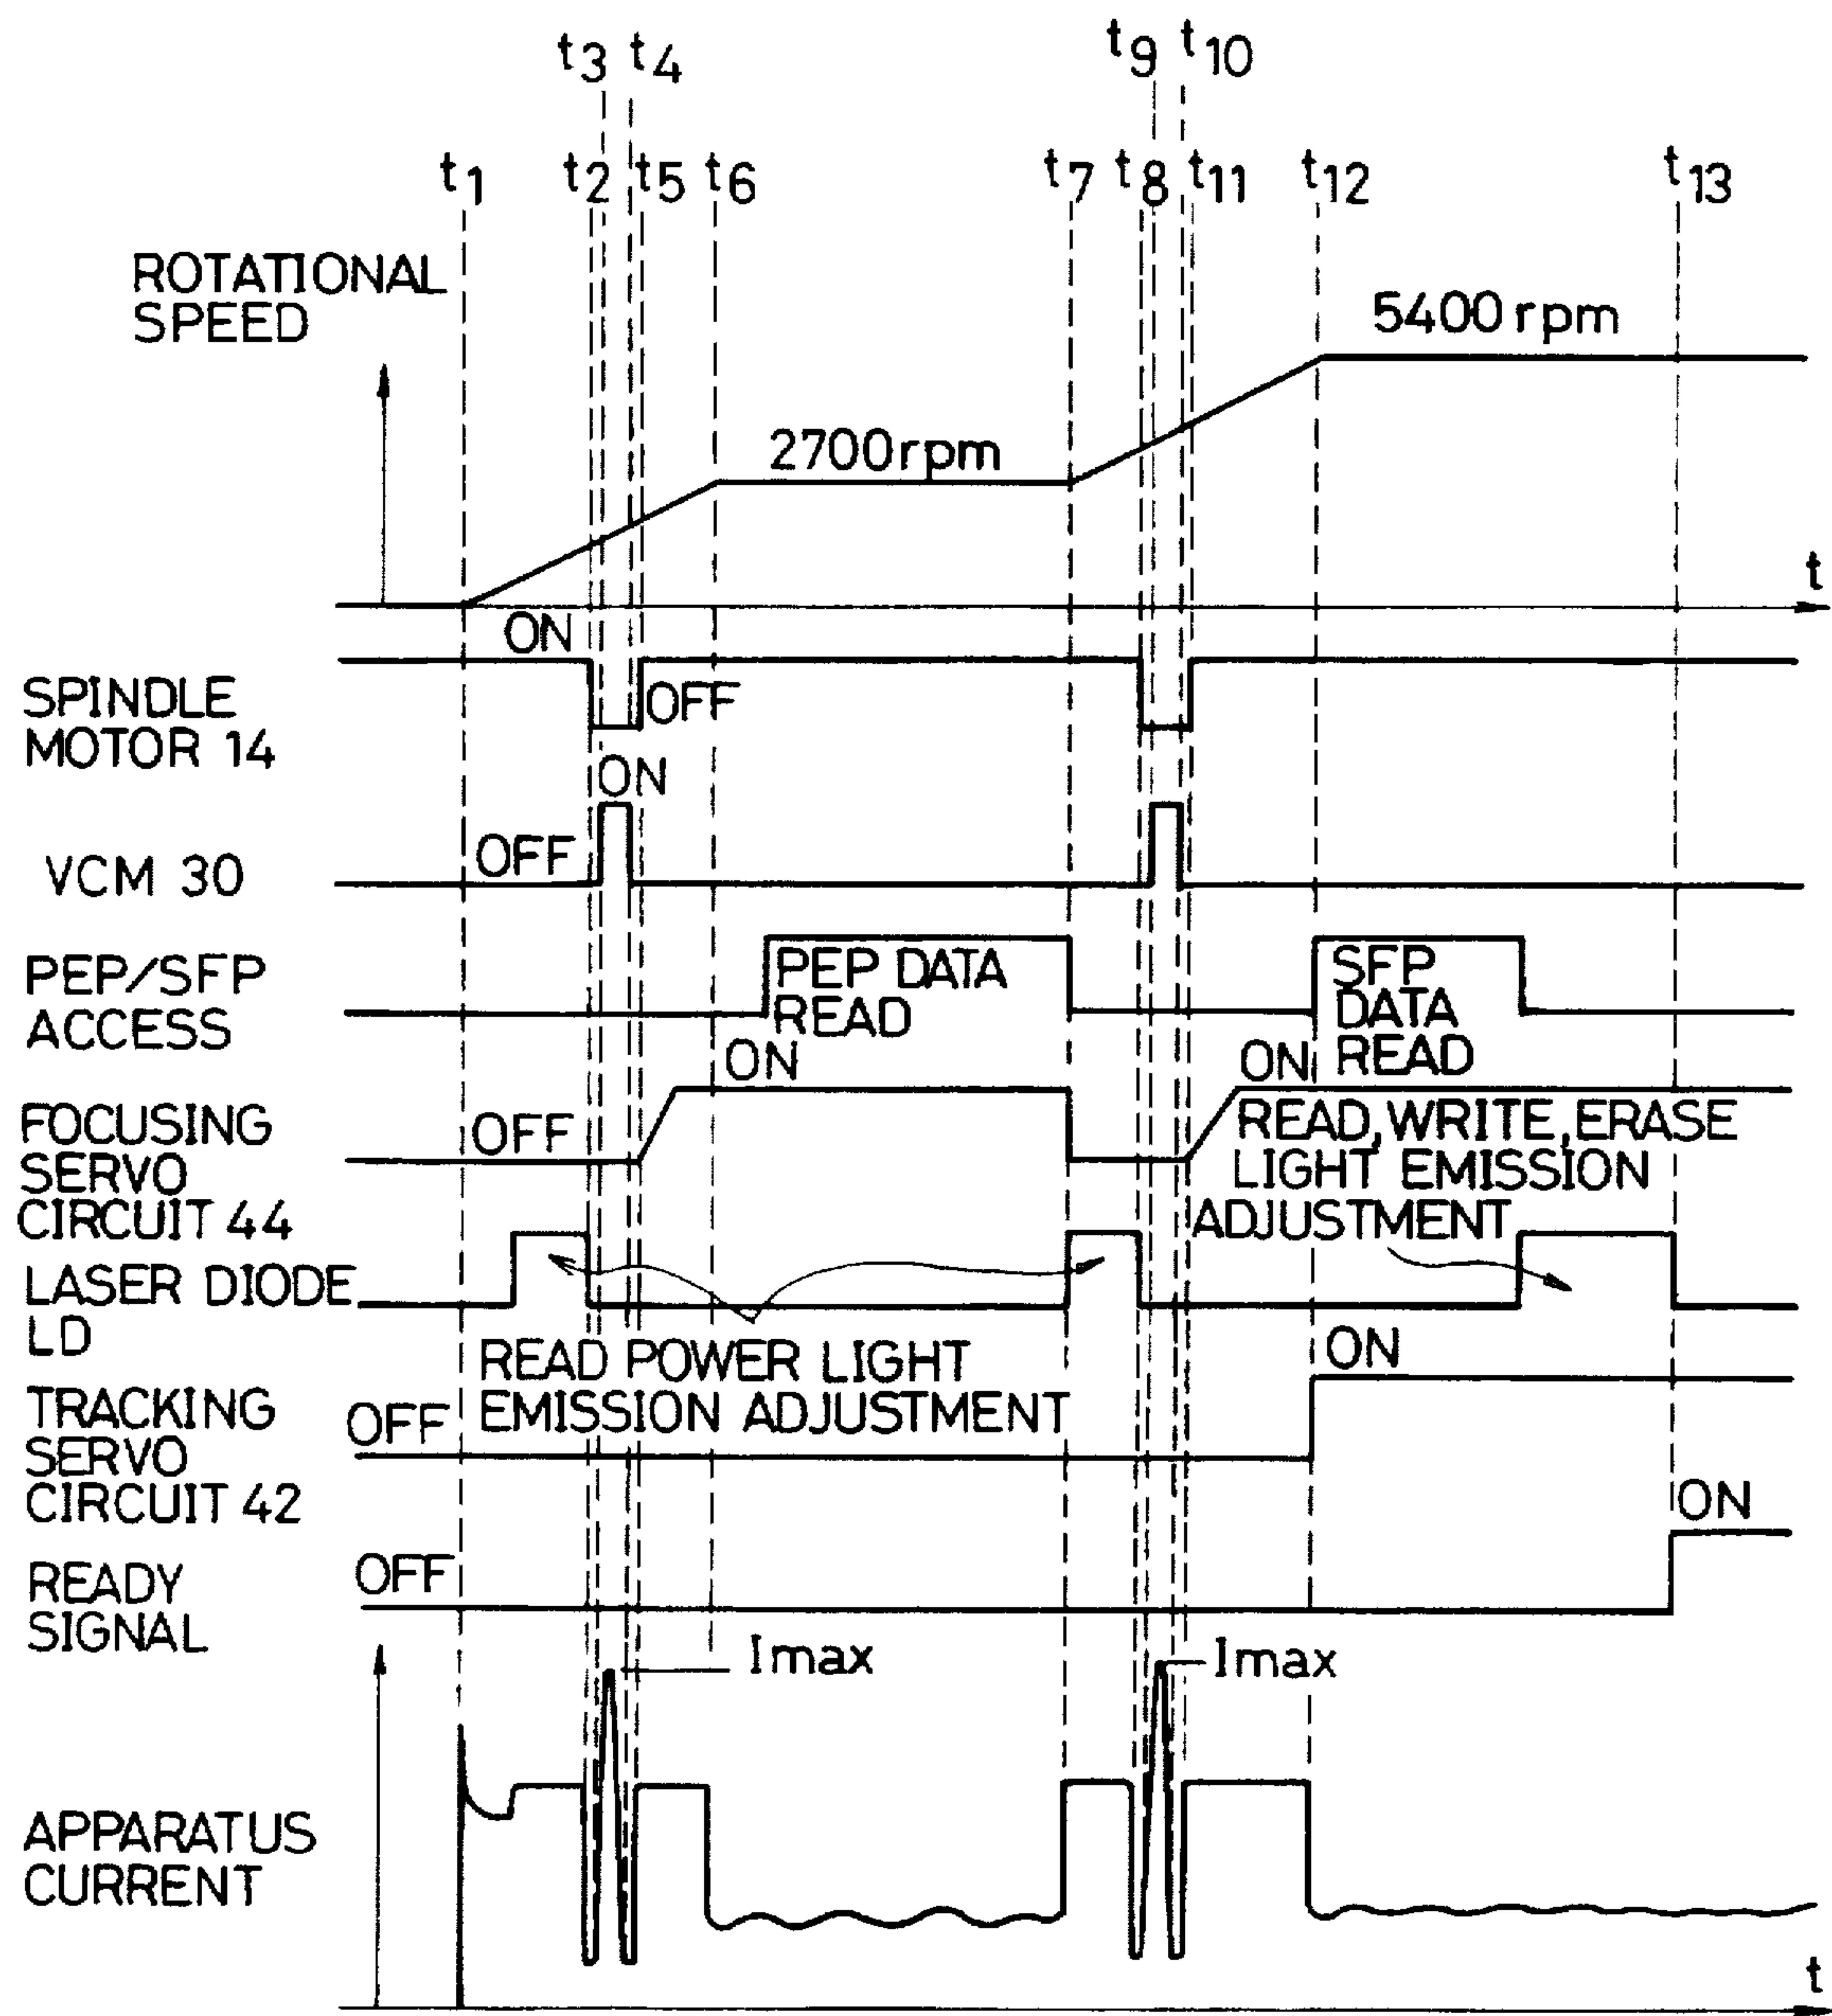 t3 t4 t9 t10
t1 t2 t5 t6 t7 t8 t11 t12 t13
ROTATIONAL
SPEED
5400 rpm
2700 rpm
t
ON
SPINDLE
MOTOR 14
OFF
ON
VCM 30
OFF
PEP/SFP
ACCESS
PEP DATA
READ
SFP
DATA
READ
ON
ON
FOCUSING
SERVO
CIRCUIT 44
OFF
READ,WRITE,ERASE
LIGHT EMISSION
ADJUSTMENT
LASER DIODE
LD
READ POWER LIGHT
EMISSION ADJUSTMENT
ON
TRACKING
SERVO
CIRCUIT 42
OFF
ON
READY
SIGNAL
OFF
Imax
Imax
APPARATUS
CURRENT
t